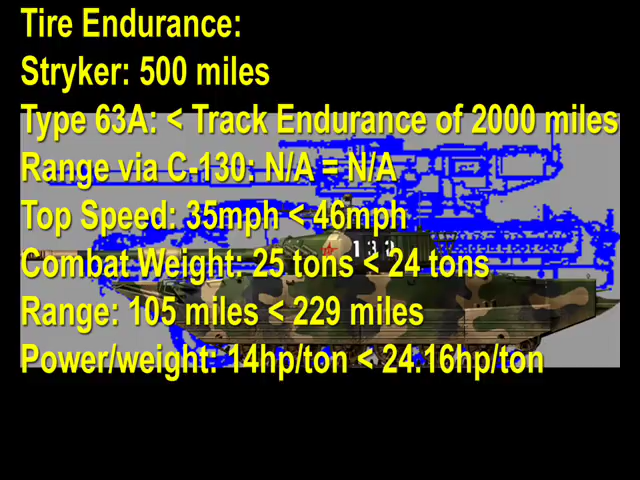 Tire Endurance:
Stryker: 500 miles
Type 63A: < Track Endurance of 2000 miles
Range via C-130: N/A = N/A
Top Speed: 35mph < 46mph
132
Combat Weight: 25 tons < 24 tons
Range: 105 miles < 229 miles
Power/weight: 14hp/ton < 24.16hp/ton